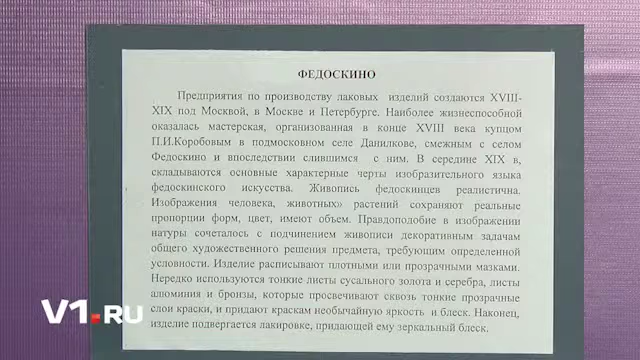 ФЕДОСКИНО
Предприятия по производству лаковых изделий создаются XVIII-
XIX под Москвой, в Москве и Петербурге. Наиболее жизнеспособной
оказалась мастерская, организованная в конце XVIII века купцом
П.И.Коробовым в подмосковном селе Данилкове, смежным с селом
Федоскино и впоследствии слившимся с ним. В середине XIX в,
складываются основные характерные черты изобразительного языка
федоскинского искусства. Живопись федоскинцев реалистична.
Изображения человека, животных» растений сохраняют реальные
пропорции форм, цвет, имеют объем. Правдоподобие в изображении
натуры сочеталось с подчинением живописи декоративным задачам
общего художественного решения предмета, требующим определенной
условности. Изделие расписывают плотными или прозрачными мазками.
Нередко используются тонкие листы сусального золота и серебра, листы
алюминия и бронзы, которые просвечивают сквозь тонкие прозрачные
слои краски, и придают краскам необычайную яркость и блеск. Наконец,
изделие подвергается лакировке, придающей ему зеркальный блеск.
V1.RU